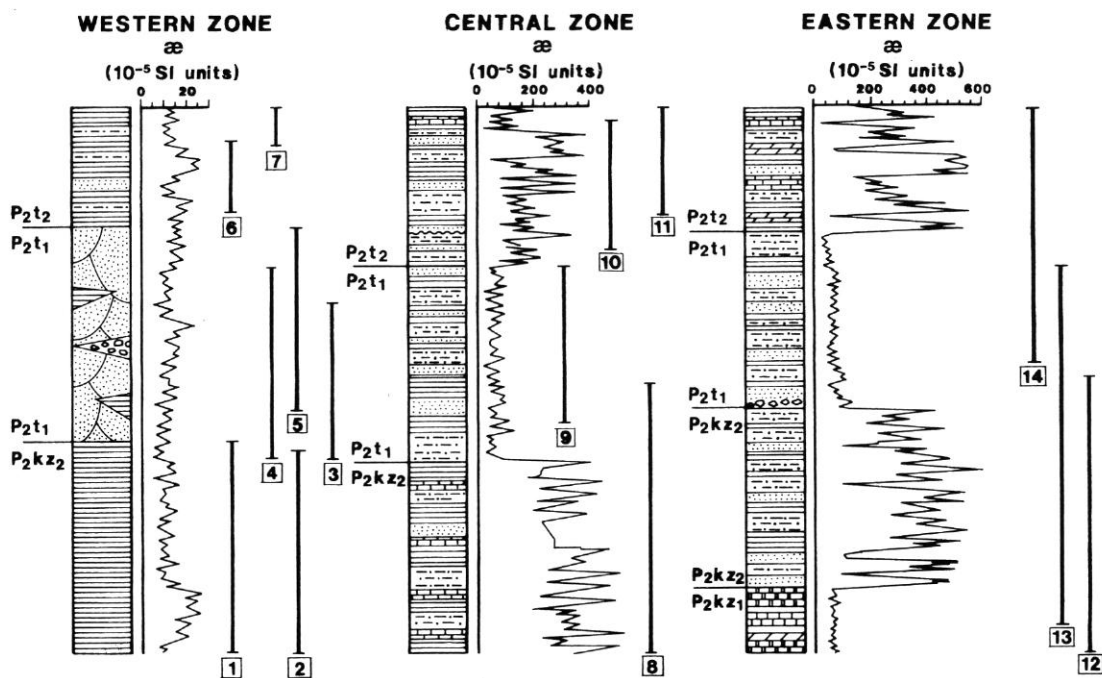 WESTERN ZONE
æ
(10⁻⁵ SI units)
0 20
P₂t₂
P₂t₁
P₂t₁
P₂kz₂
7
6
5
4
3
1
2
CENTRAL ZONE
æ
(10⁻⁵ SI units)
0 200 400
P₂t₂
P₂t₁
P₂t₁
P₂kz₂
11
10
9
8
EASTERN ZONE
æ
(10⁻⁵ SI units)
0 200 400 600
P₂t₂
P₂t₁
P₂t₁
P₂kz₂
P₂kz₂
P₂kz₁
14
13
12